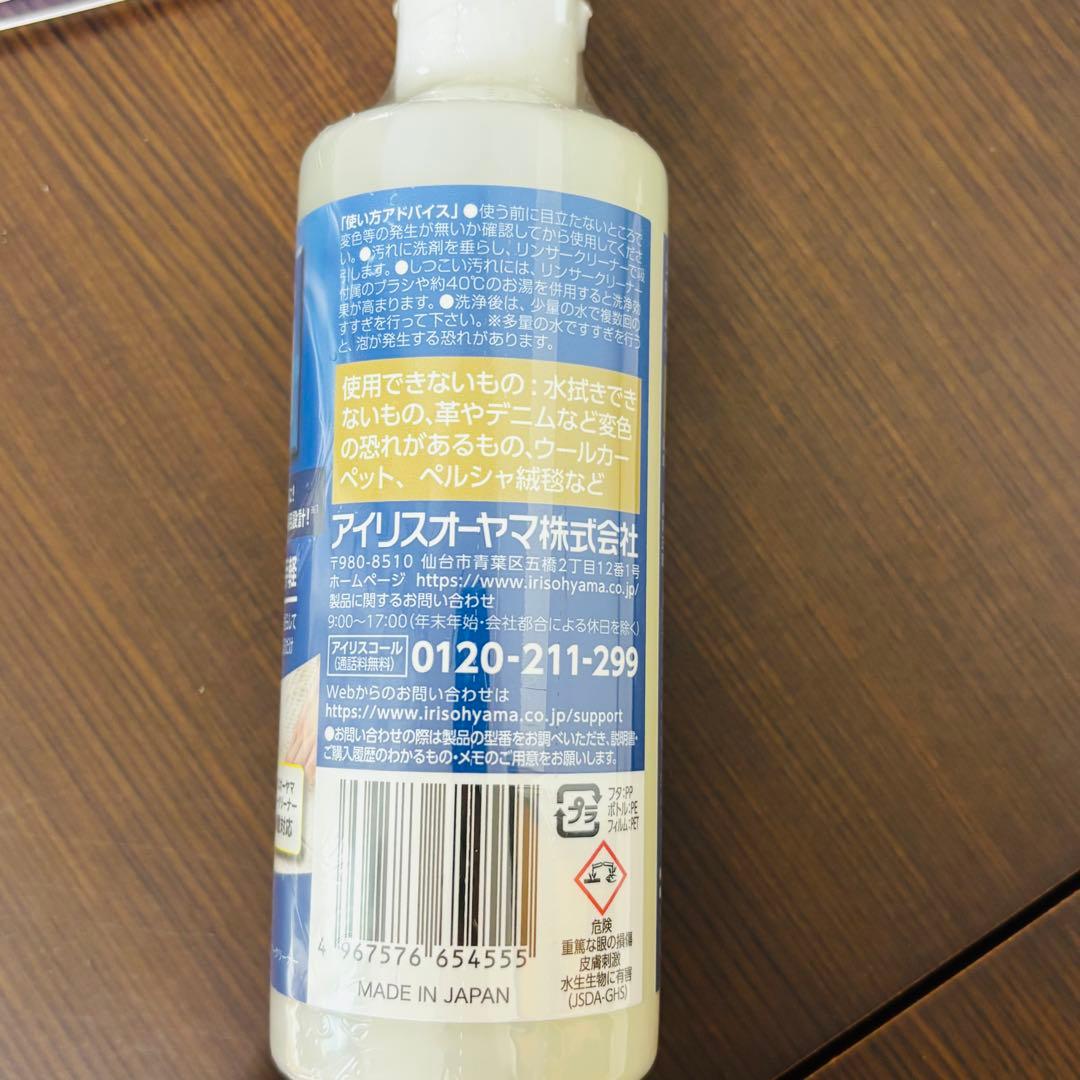 「使い方アドバイス」●使う前に目立たないところで
変色等の発生が無いか確認してから使用してくださ
い。●汚れに洗剤を垂らし、リンサークリーナーで吸
引します。●しつこい汚れには、リンサークリーナー
付属のブラシや約40℃のお湯を併用すると洗浄効
果が高まります。●洗浄後は、少量の水で複数回の
すすぎを行って下さい。※多量の水ですすぎを行う
と、泡が発生する恐れがあります。
使用できないもの：水拭きでき
ないもの、革やデニムなど変色
の恐れがあるもの、ウールカー
ペット、ペルシャ絨毯など
アイリスオーヤマ株式会社
〒980-8510 仙台市青葉区五橋2丁目12番1号
ホームページ https://www.irisohyama.co.jp/
製品に関するお問い合わせ
9:00〜17:00（年末年始・会社都合による休日を除く）
アイリスコール
（通話料無料）
0120-211-299
Webからのお問い合わせは
https://www.irisohyama.co.jp/support
●お問い合わせの際は製品の型番をお調べいただき、説明書・
ご購入履歴のわかるもの・メモのご用意をお願いします。
プラ
フタ:PP
ボトル:PE
フィルム:PET
4 967576 654555
危険
重篤な眼の損傷
皮膚刺激
水生生物に有害
(JSDA-GHS)
MADE IN JAPAN